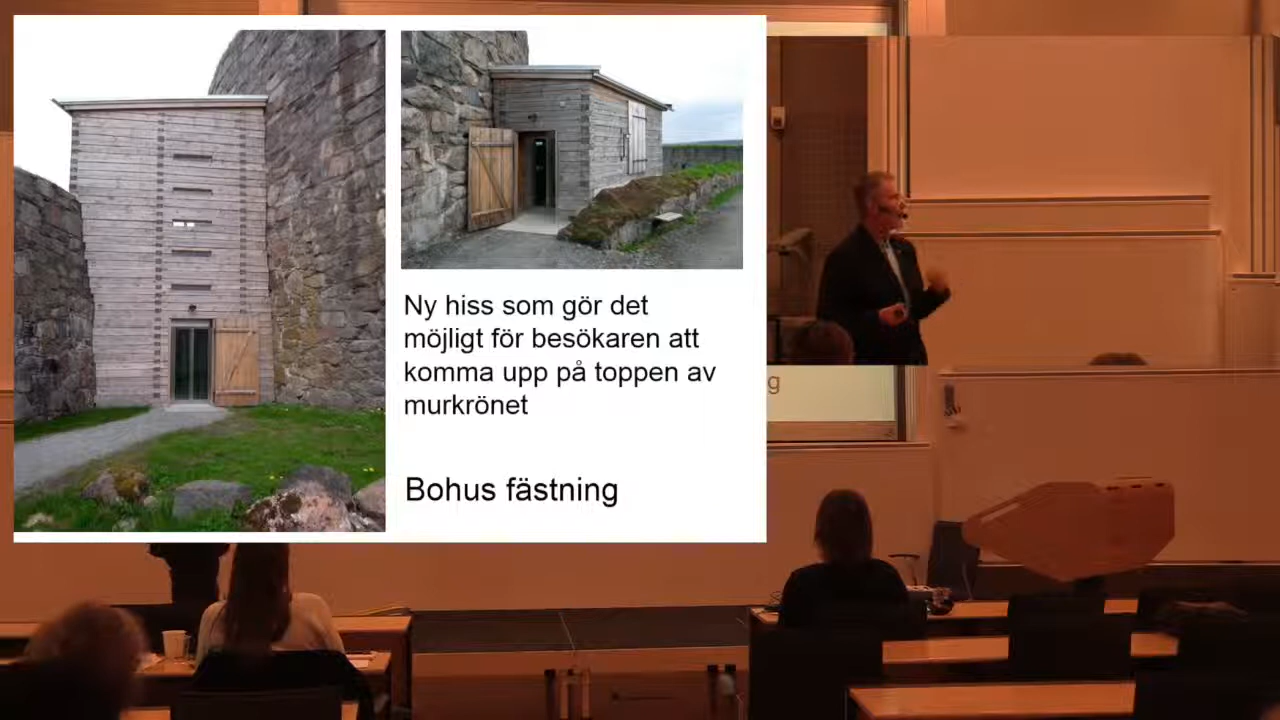 Ny hiss som gör det
möjligt för besökaren att
komma upp på toppen av
murkrönet
Bohus fästning
g